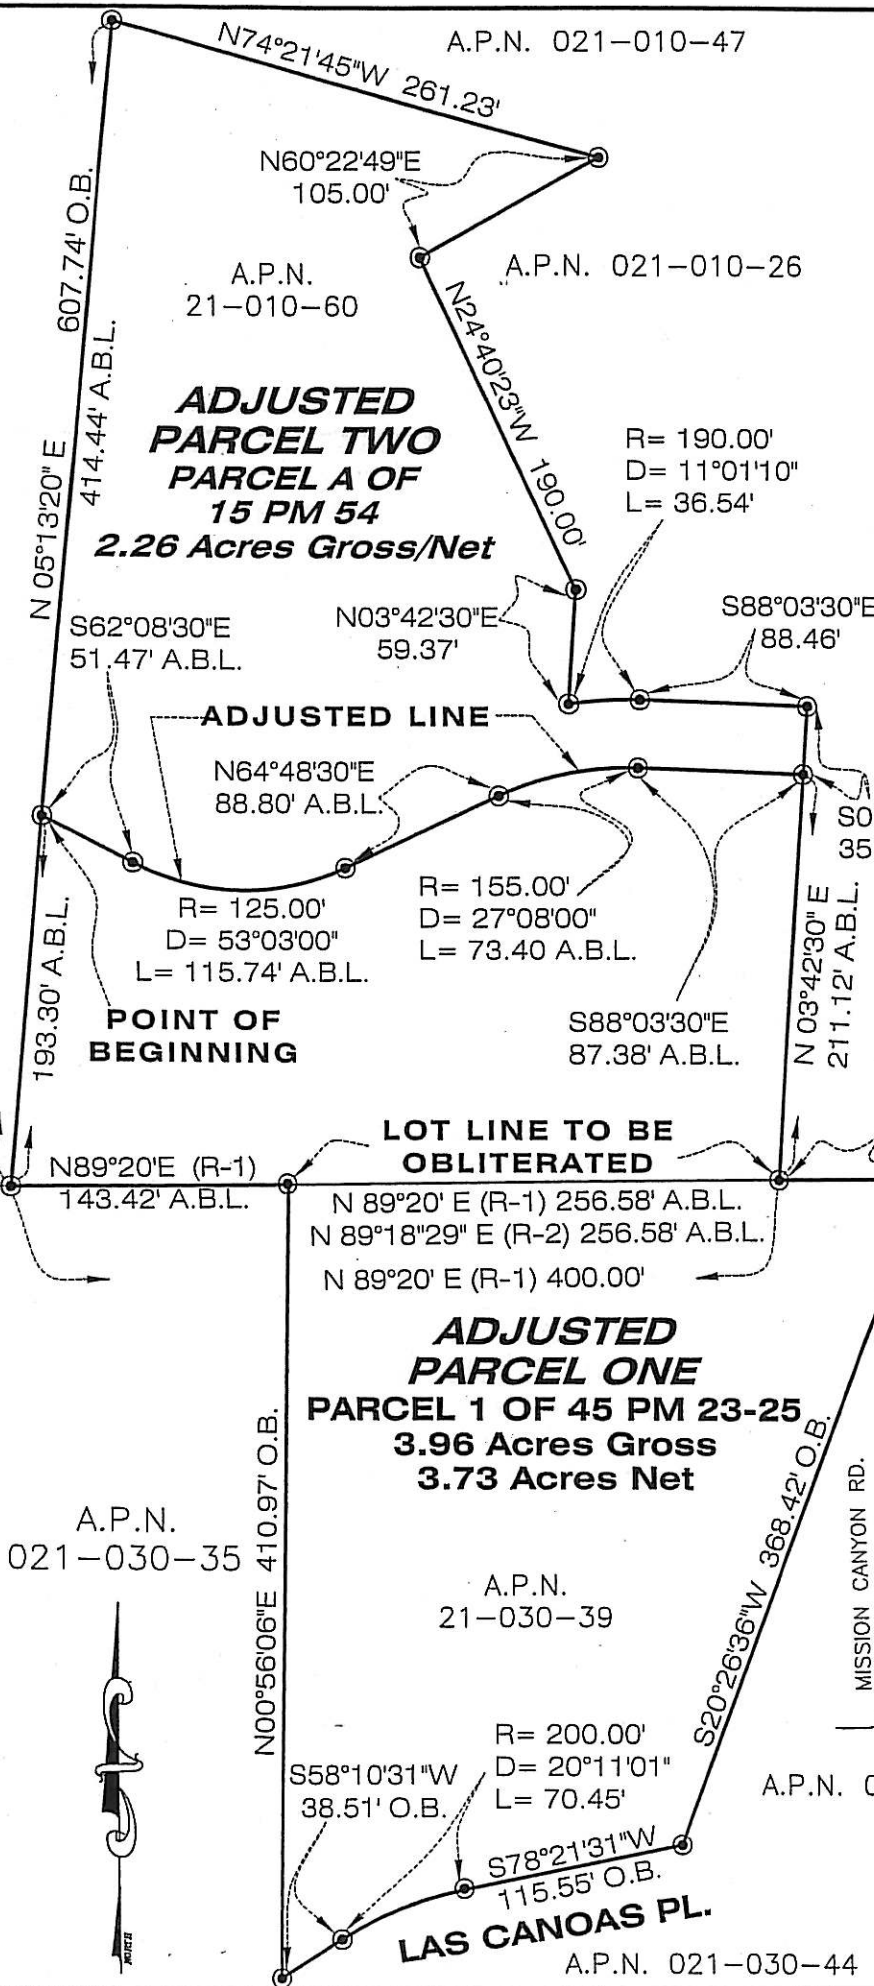 A.P.N. 021-010-47
N74°21'45"W 261.23'
N60°22'49"E
105.00'
607.74' O.B.
414.44' A.B.L.
N 05°13'20" E
A.P.N.
21-010-60
A.P.N. 021-010-26
N24°40'23"W 190.00'
ADJUSTED
PARCEL TWO
PARCEL A OF
15 PM 54
2.26 Acres Gross/Net
R= 190.00'
D= 11°01'10"
L= 36.54'
S62°08'30"E
51.47' A.B.L.
N03°42'30"E
59.37'
S88°03'30"E
88.46'
ADJUSTED LINE
N64°48'30"E
88.80' A.B.L.
S0
35
R= 125.00'
D= 53°03'00"
L= 115.74' A.B.L.
R= 155.00'
D= 27°08'00"
L= 73.40 A.B.L.
193.30' A.B.L.
POINT OF
BEGINNING
S88°03'30"E
87.38' A.B.L.
N 03°42'30" E
211.12' A.B.L.
LOT LINE TO BE
OBLITERATED
N89°20'E (R-1)
143.42' A.B.L.
N 89°20' E (R-1) 256.58' A.B.L.
N 89°18"29" E (R-2) 256.58' A.B.L.
N 89°20' E (R-1) 400.00'
ADJUSTED
PARCEL ONE
PARCEL 1 OF 45 PM 23-25
3.96 Acres Gross
3.73 Acres Net
N00°56'06"E 410.97' O.B.
S20°26'36"W 368.42' O.B.
MISSION CANYON RD.
A.P.N.
021-030-35
A.P.N.
21-030-39
R= 200.00'
D= 20°11'01"
L= 70.45'
S58°10'31"W
38.51' O.B.
A.P.N. 0
S78°21'31"W
115.55' O.B.
LAS CANOAS PL.
A.P.N. 021-030-44
NORTH